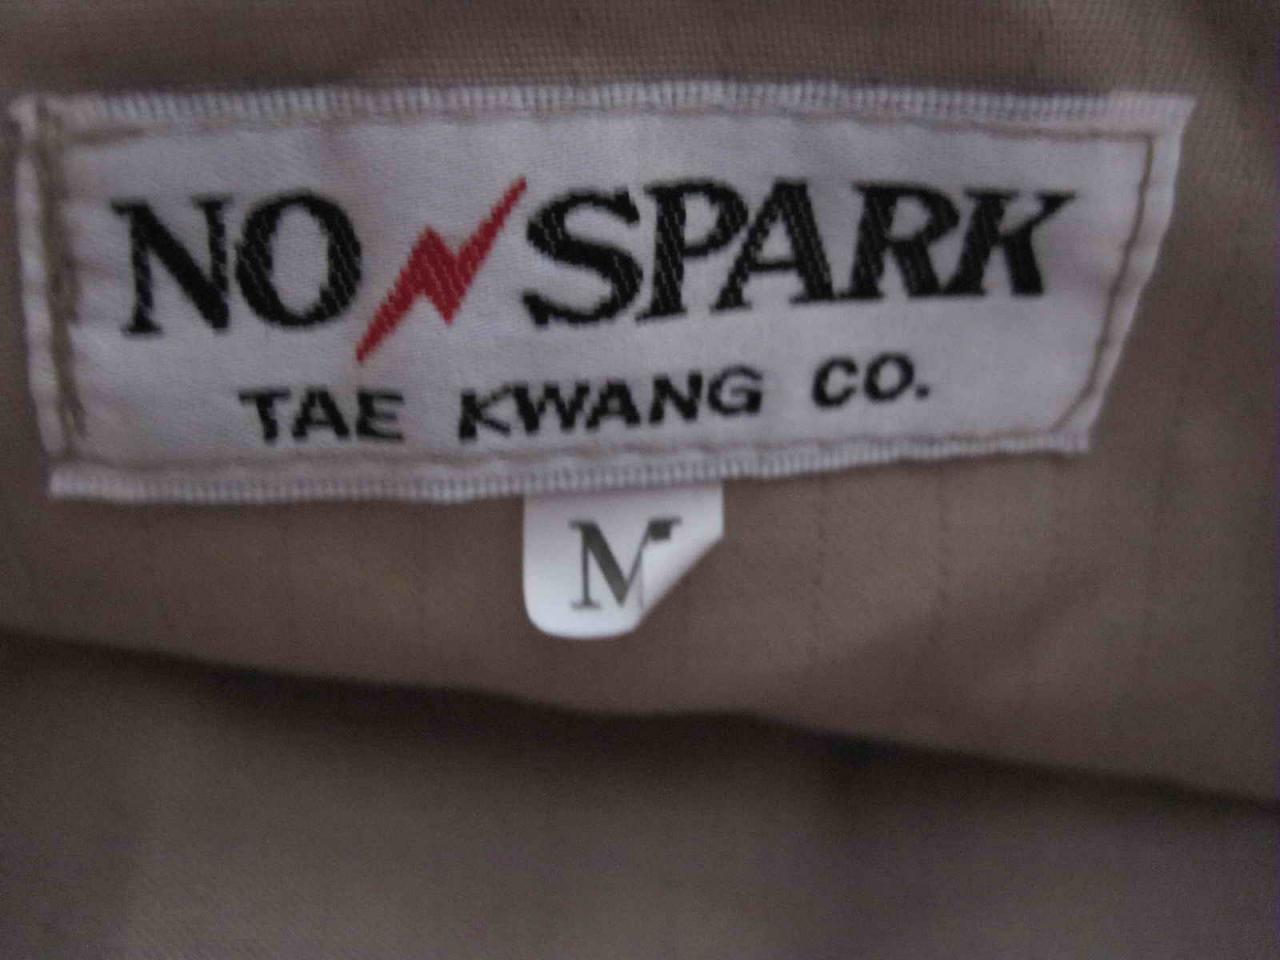 NO SPARK
TAE KWANG CO.
M